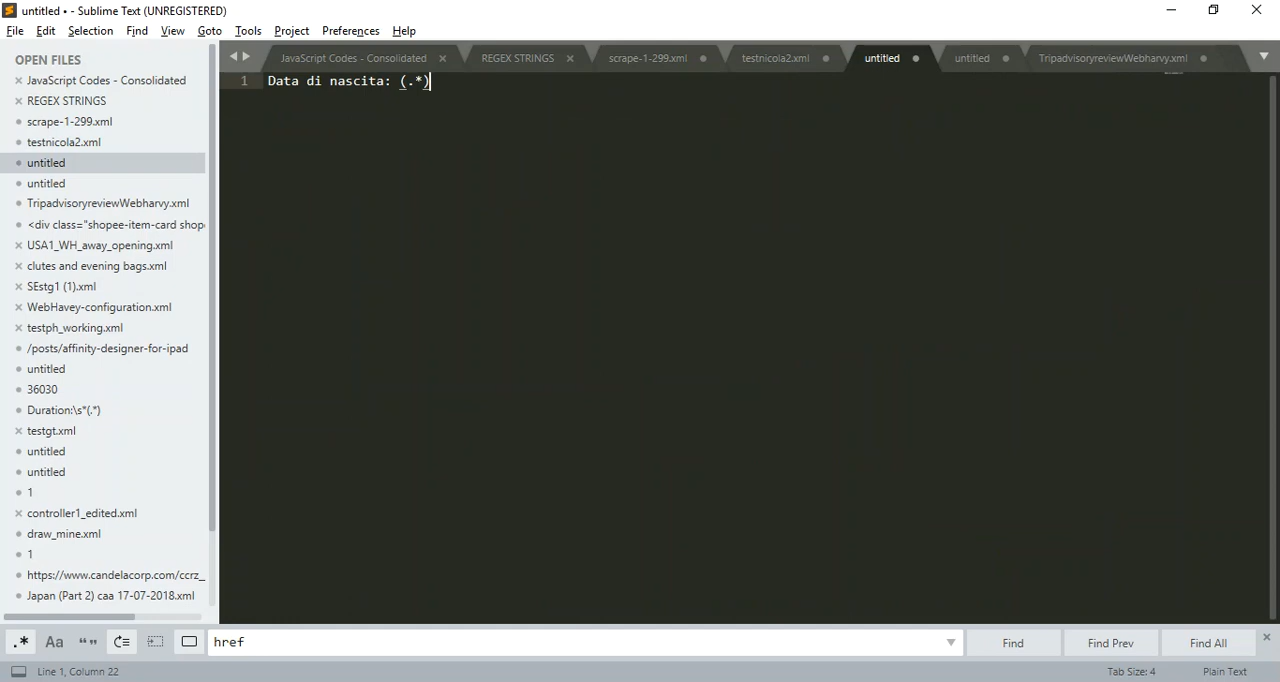 untitled • - Sublime Text (UNREGISTERED)
File Edit Selection Find View Goto Tools Project Preferences Help
OPEN FILES
JavaScript Codes - Consolidated
REGEX STRINGS
scrape-1-299.xml
testnicola2.xml
untitled
untitled
TripadvisoryreviewWebharvy.xml
<div class="shopee-item-card shop
USA1_WH_away_opening.xml
clutes and evening bags.xml
SEstg1 (1).xml
WebHavey-configuration.xml
testph_working.xml
/posts/affinity-designer-for-ipad
untitled
36030
Duration:\s*(.*)
testgt.xml
untitled
untitled
1
controller1_edited.xml
draw_mine.xml
1
https://www.candelacorp.com/ccrz_
Japan (Part 2) caa 17-07-2018.xml
JavaScript Codes - Consolidated REGEX STRINGS scrape-1-299.xml testnicola2.xml untitled untitled TripadvisoryreviewWebharvy.xml
1 Data di nascita: (.*)
.* Aa “” href Find Find Prev Find All
Line 1, Column 22 Tab Size: 4 Plain Text